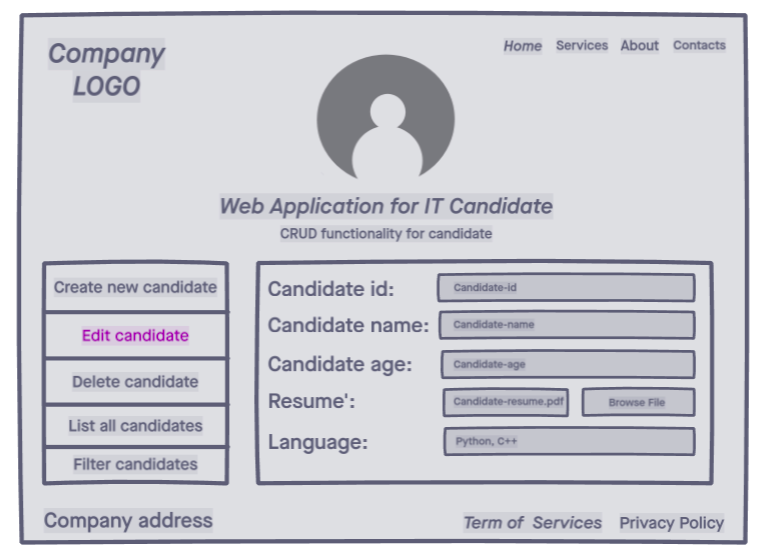 Company
LOGO
Home Services About Contacts
Web Application for IT Candidate
CRUD functionality for candidate
Create new candidate
Edit candidate
Delete candidate
List all candidates
Filter candidates
Candidate id: Candidate-id
Candidate name: Candidate-name
Candidate age: Candidate-age
Resume': Candidate-resume.pdf Browse File
Language: Python, C++
Company address
Term of Services Privacy Policy